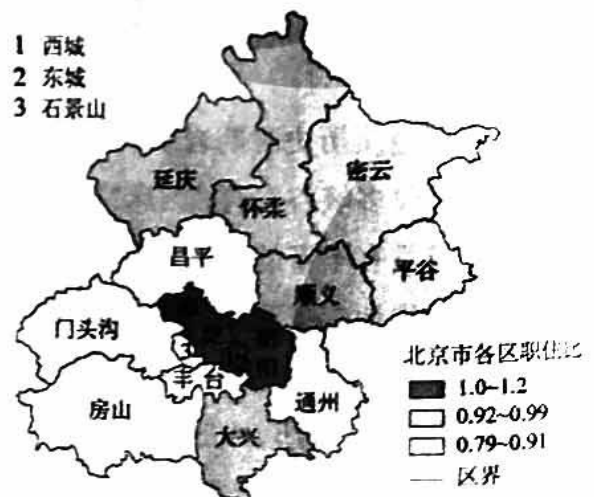 1 西城
2 东城
3 石景山
密云
延庆
怀柔
昌平
平谷
顺义
门头沟
3
丰台
通州
房山
大兴
北京市各区职住比
1.0~1.2
0.92~0.99
0.79~0.91
区界